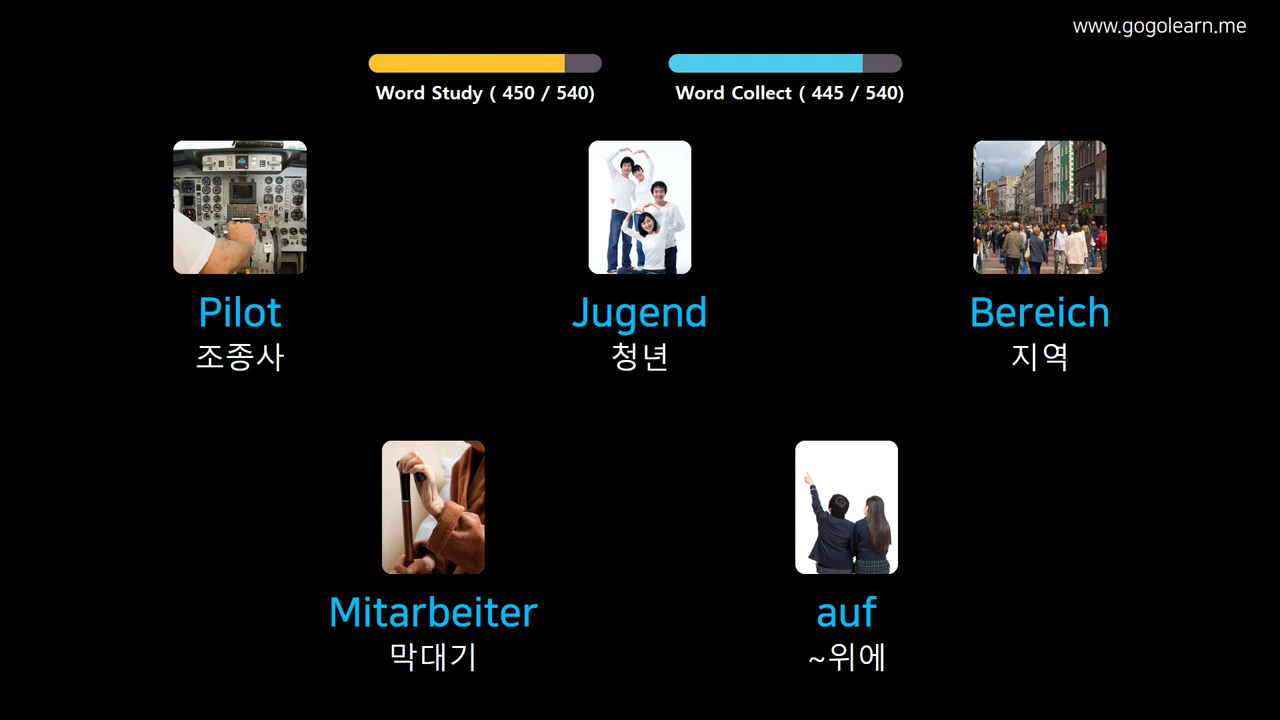 www.gogolearn.me
Word Study ( 450 / 540)
Word Collect ( 445 / 540)
Pilot
조종사
Jugend
청년
Bereich
지역
Mitarbeiter
막대기
auf
~위에